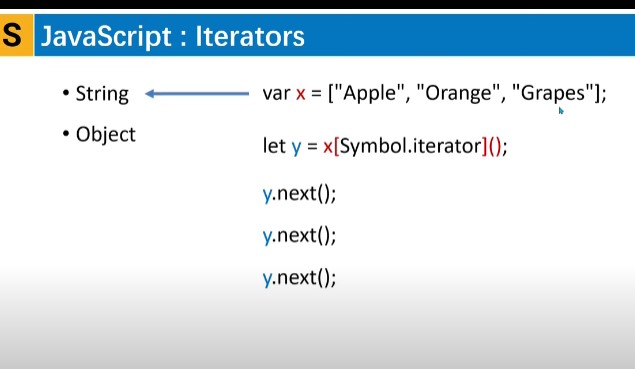 S JavaScript : Iterators
• String
• Object
var x = ["Apple", "Orange", "Grapes"];
let y = x[Symbol.iterator]();
y.next();
y.next();
y.next();